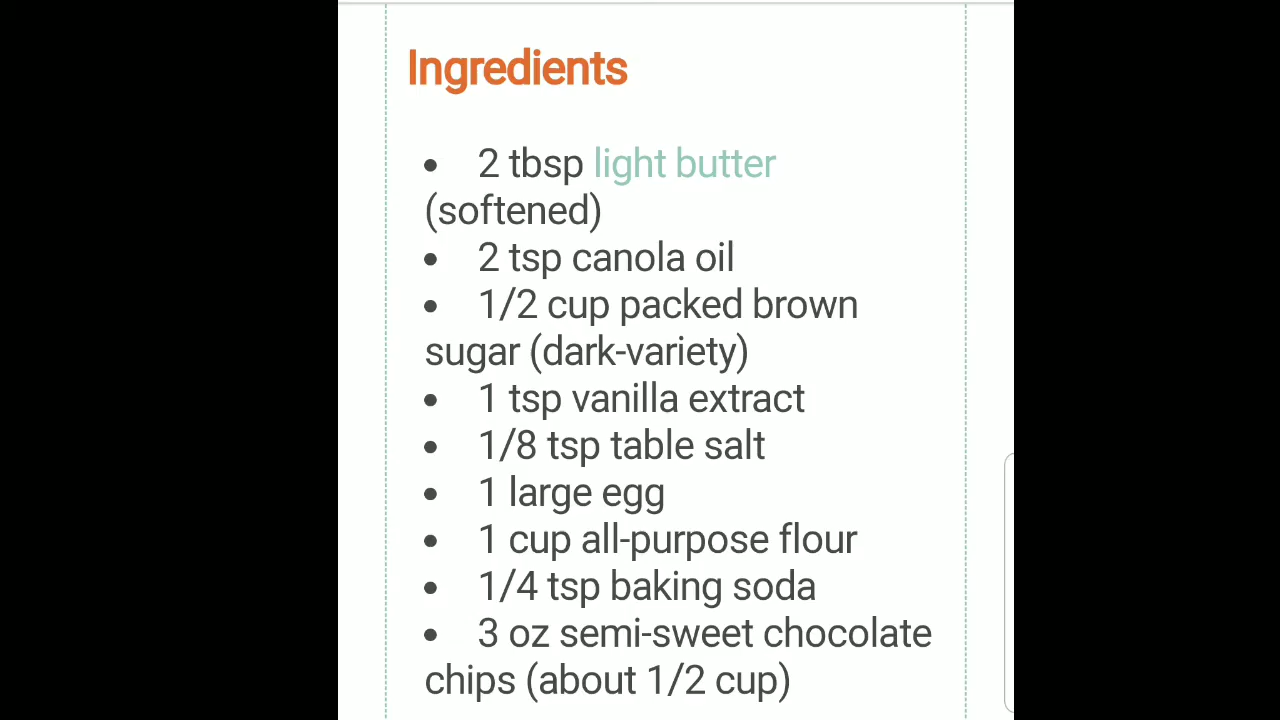 Ingredients
• 2 tbsp light butter
(softened)
• 2 tsp canola oil
• 1/2 cup packed brown
sugar (dark-variety)
• 1 tsp vanilla extract
• 1/8 tsp table salt
• 1 large egg
• 1 cup all-purpose flour
• 1/4 tsp baking soda
• 3 oz semi-sweet chocolate
chips (about 1/2 cup)